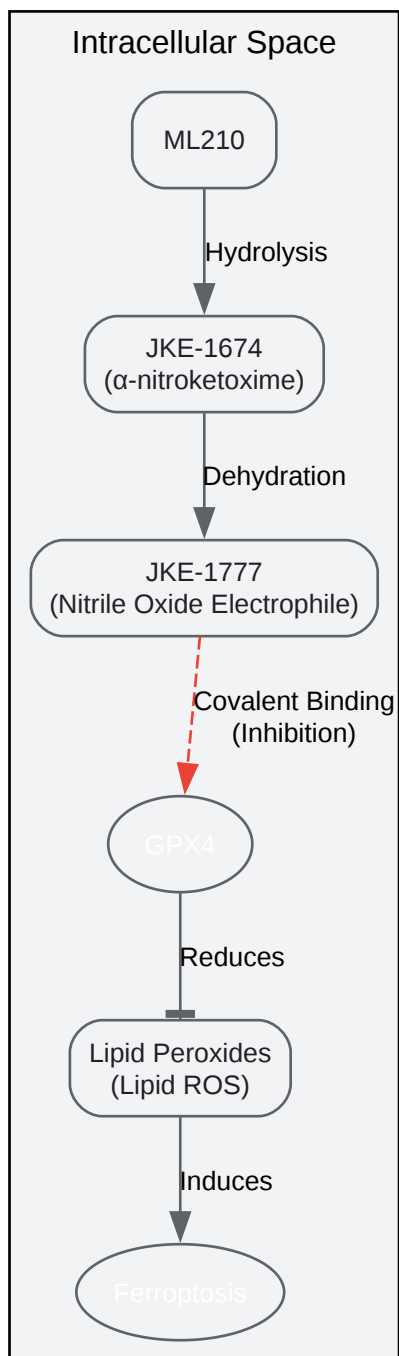 Intracellular Space
ML210
Hydrolysis
JKE-1674
(α-nitroketoxime)
Dehydration
JKE-1777
(Nitrile Oxide Electrophile)
Covalent Binding
(Inhibition)
GPX4
Reduces
Lipid Peroxides
(Lipid ROS)
Induces
Ferroptosis